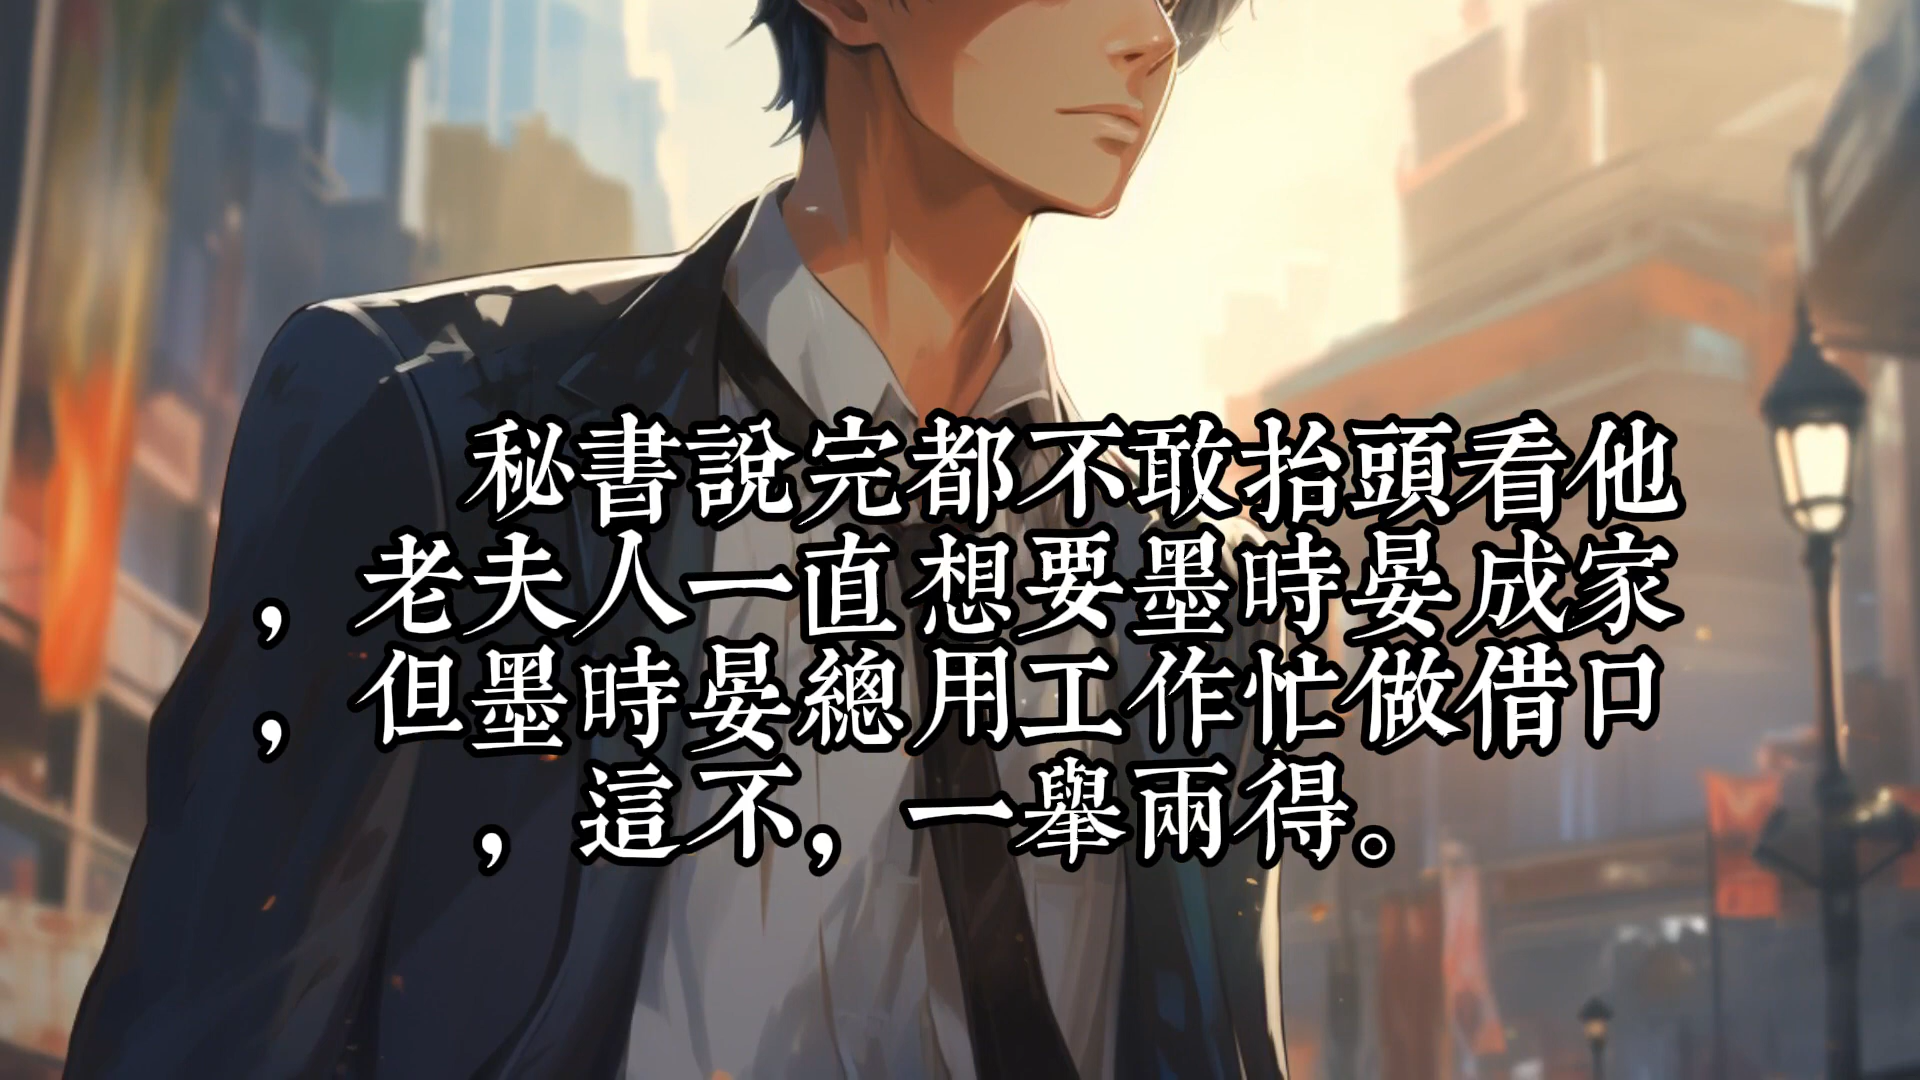 秘書說完都不敢抬頭看他
，老夫人一直想要墨時晏成家
，但墨時晏總用工作忙做借口
，這不，一舉兩得。